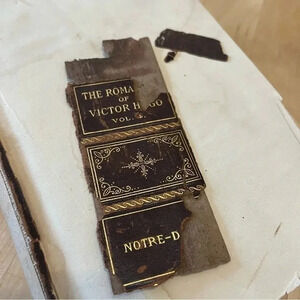 THE ROMA
OF
VICTOR H GO
VOL.
NOTRE-D